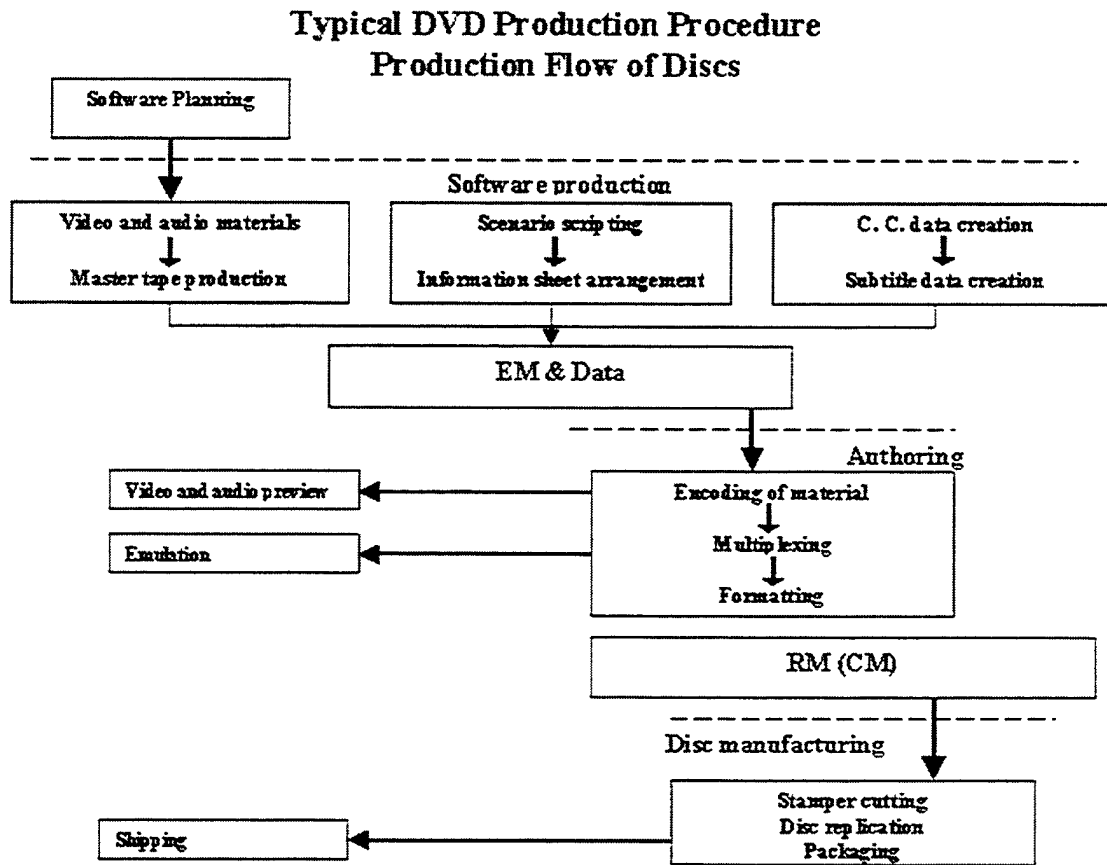 Typical DVD Production Procedure
Production Flow of Discs
Software Planning
Software production
Video and audio materials
Master tape production
Scenario scripting
Information sheet arrangement
C. C. data creation
Subtitle data creation
EM & Data
Authoring
Video and audio preview
Emulation
Encoding of material
Multiplexing
Formatting
RM (CM)
Disc manufacturing
Stamper cutting
Disc replication
Packaging
Shipping